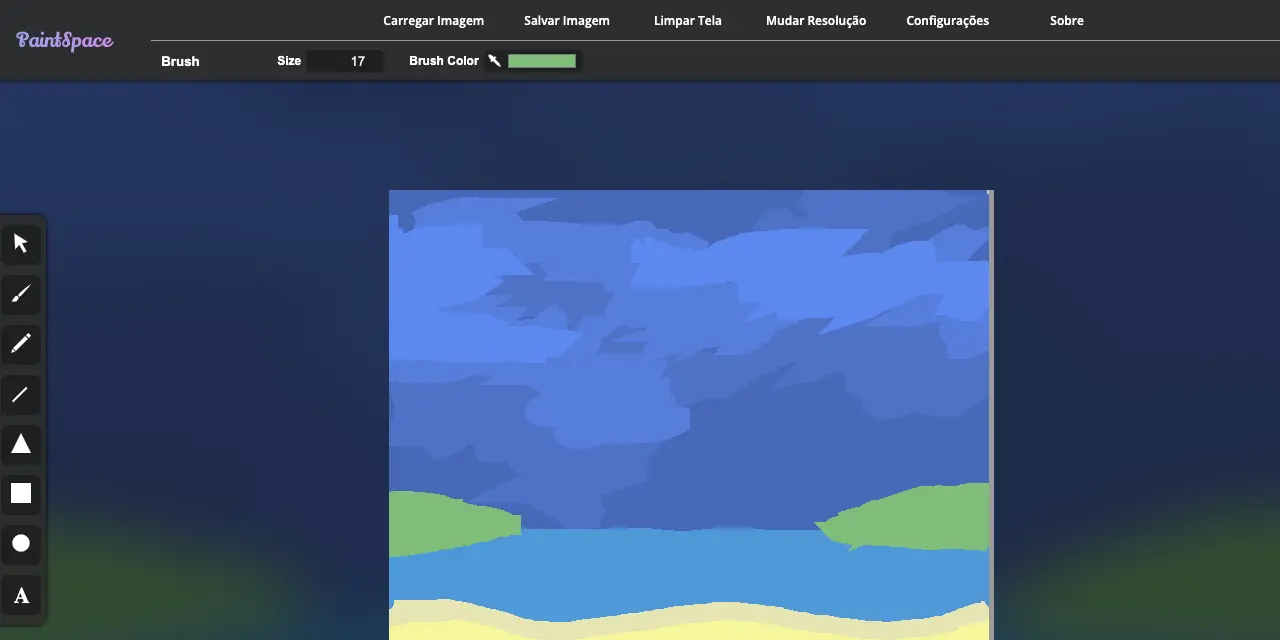 PaintSpace
Carregar Imagem Salvar Imagem Limpar Tela Mudar Resolução Configurações Sobre
Brush Size 17 Brush Color
A